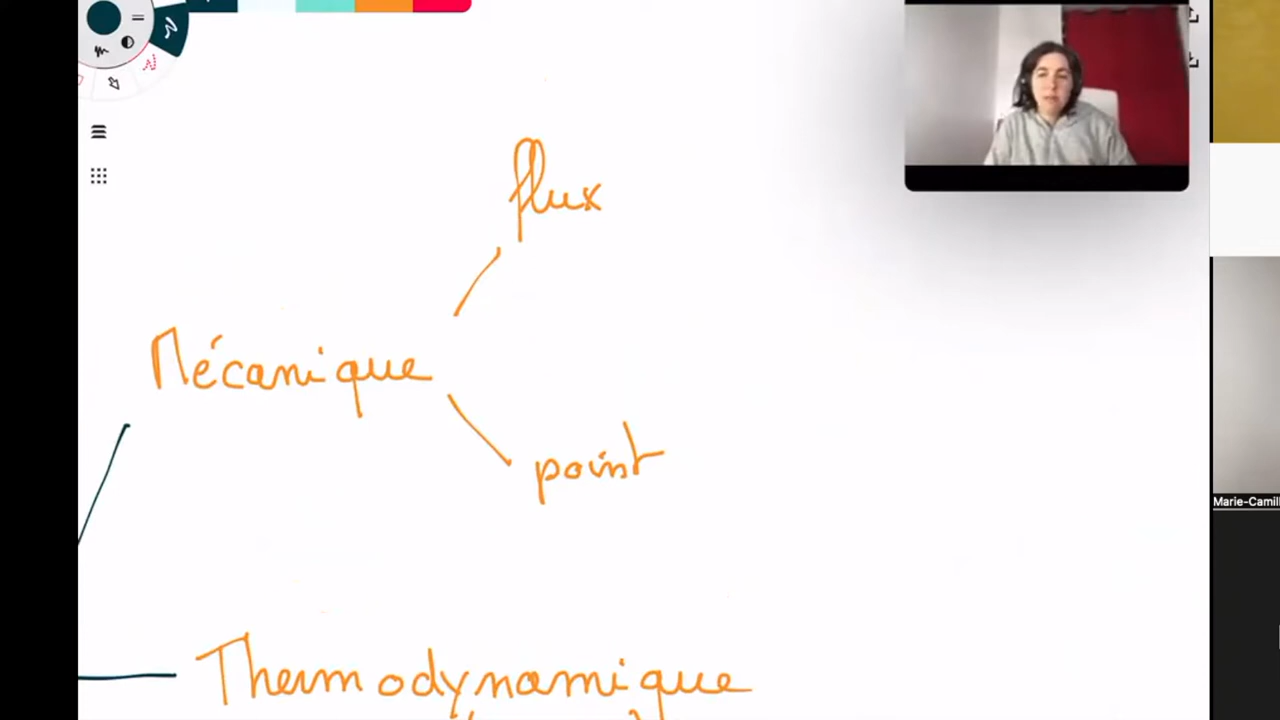 flux
Mécanique
point
Thermodynamique
Marie-Camil